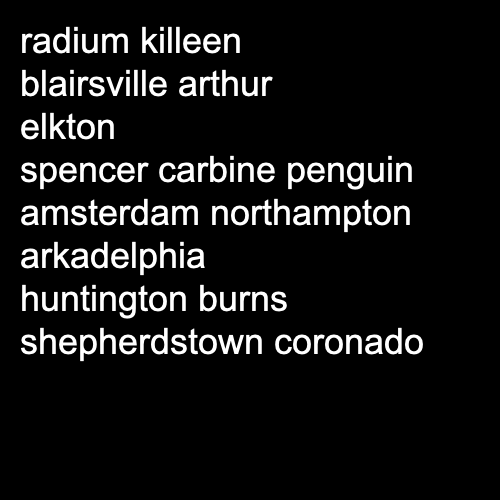 radium killeen
blairsville arthur
elkton
spencer carbine penguin
amsterdam northampton
arkadelphia
huntington burns
shepherdstown coronado